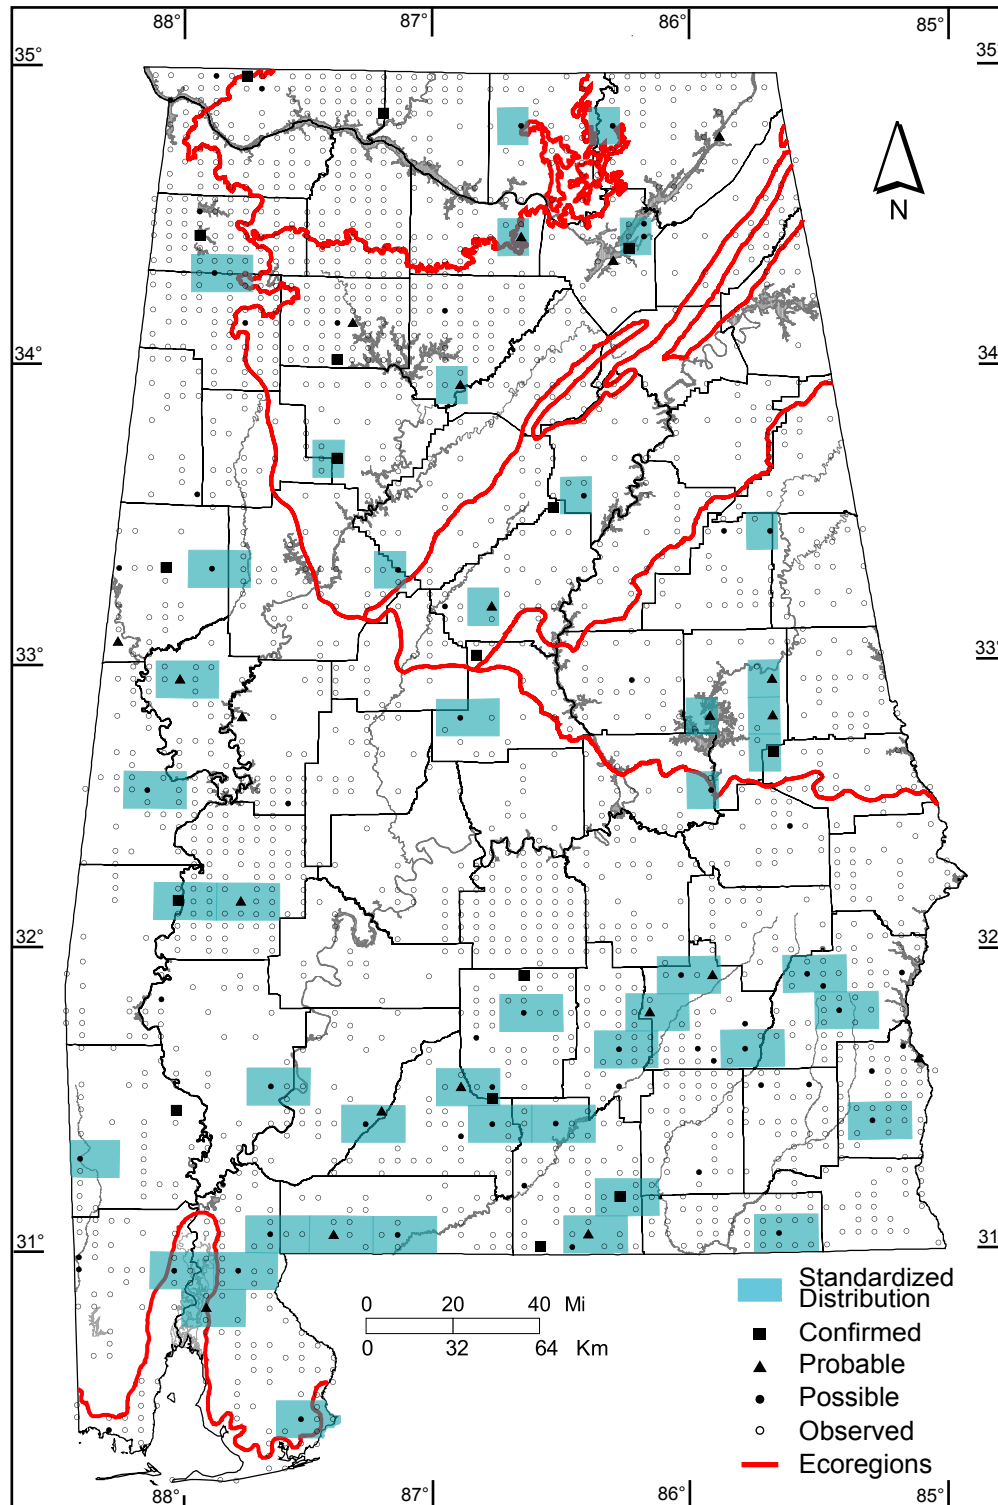 88° 87° 86° 85°
35° 35°
N
34° 34
33° 33°
32° 32
31° 31
Standardized
Distribution
Confirmed
Probable
Possible
Observed
Ecoregions
0 20 40 Mi
0 32 64 Km
88° 87° 86° 85°